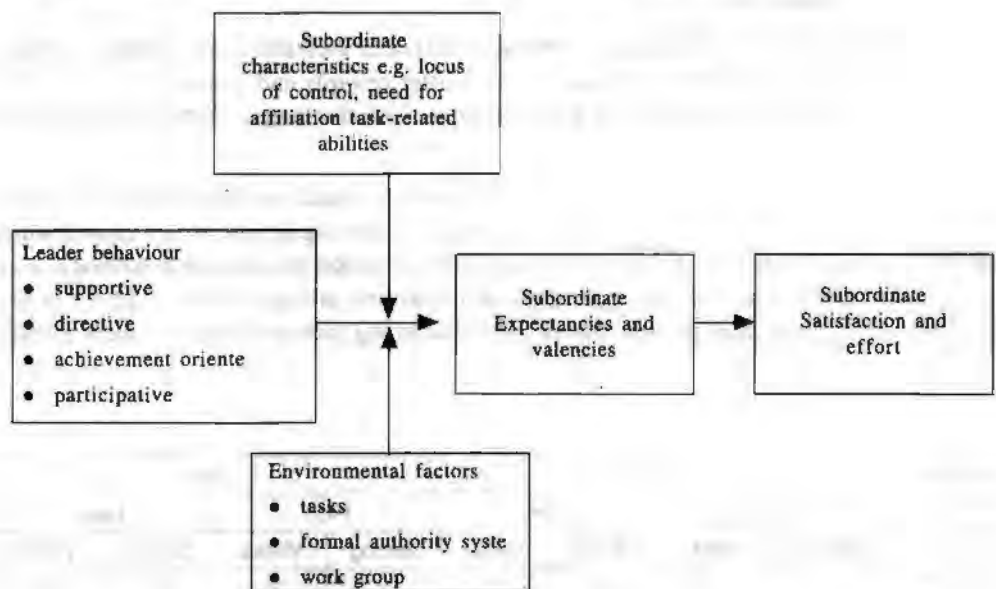 Subordinate
characteristics e.g. locus
of control, need for
affiliation task-related
abilities
Leader behaviour
• supportive
• directive
• achievement oriente
• participative
Subordinate
Expectancies and
valencies
Subordinate
Satisfaction and
effort
Environmental factors
• tasks
• formal authority syste
• work group